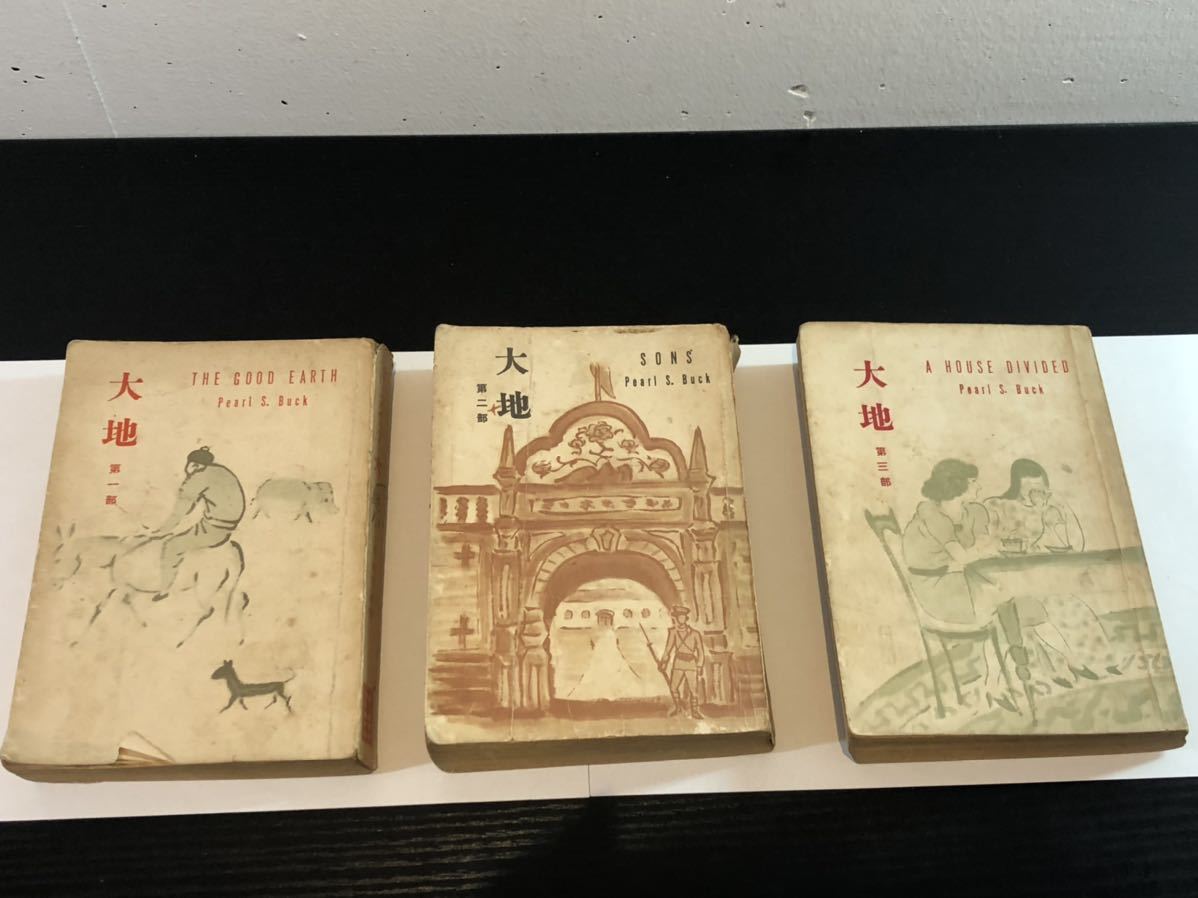 大地
第一部
THE GOOD EARTH
Pearl S. Buck
大地
第二部
SONS
Pearl S. Buck
大地
第三部
A HOUSE DIVIDED
Pearl S. Buck